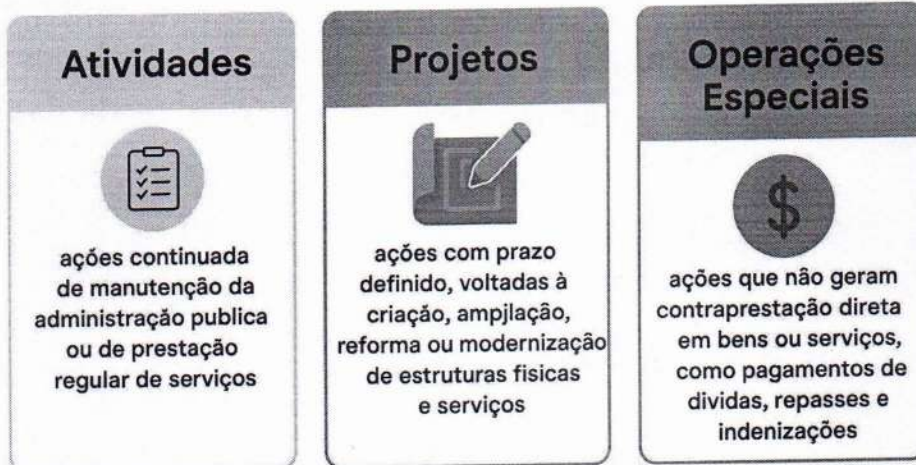 Atividades
ações continuada
de manutenção da
administração publica
ou de prestação
regular de serviços
Projetos
ações com prazo
definido, voltadas à
criação, ampjlação,
reforma ou modernização
de estruturas fisicas
e serviços
Operações
Especiais
$
ações que não geram
contraprestação direta
em bens ou serviços,
como pagamentos de
dividas, repasses e
indenizações